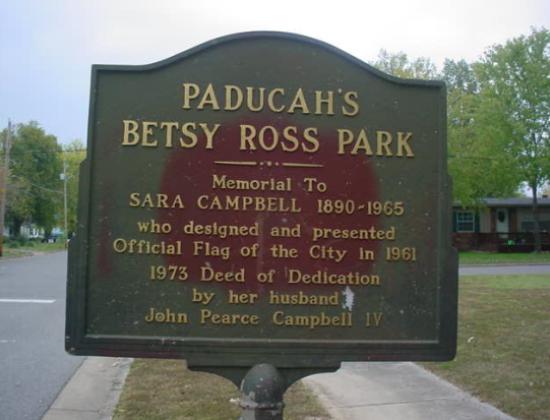 PADUCAH'S
BETSY ROSS PARK
Memorial To
SARA CAMPBELL 1890-1965
who designed and presented
Official Flag of the City in 1961
1973 Deed of Dedication
by her husband
John Pearce Campbell IV